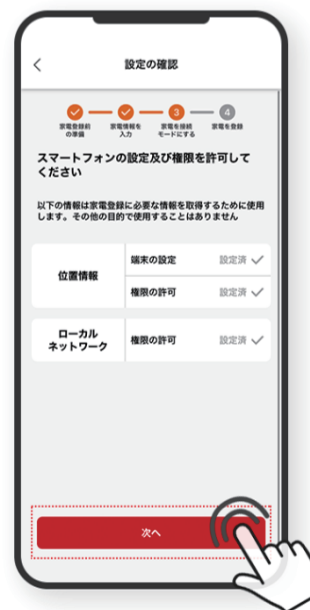 設定の確認
3
4
家電登録前
の準備
家電情報を
入力
家電を接続
モードにする
家電を登録
スマートフォンの設定及び権限を許可して
ください
以下の情報は家電登録に必要な情報を取得するために使用
します。その他の目的で使用することはありません
位置情報
端末の設定
設定済
権限の許可
設定済
ローカル
ネットワーク
権限の許可
設定済
次へ